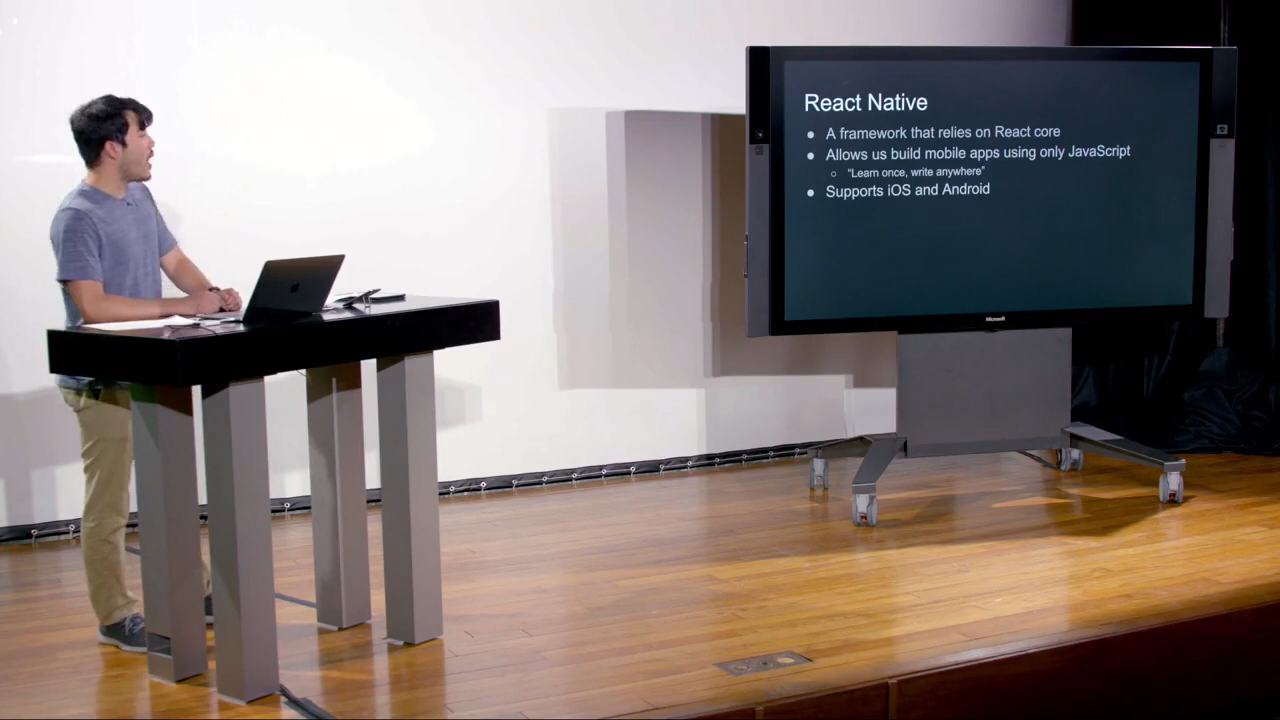 React Native
● A framework that relies on React core
● Allows us build mobile apps using only JavaScript
○ “Learn once, write anywhere”
● Supports iOS and Android
Microsoft